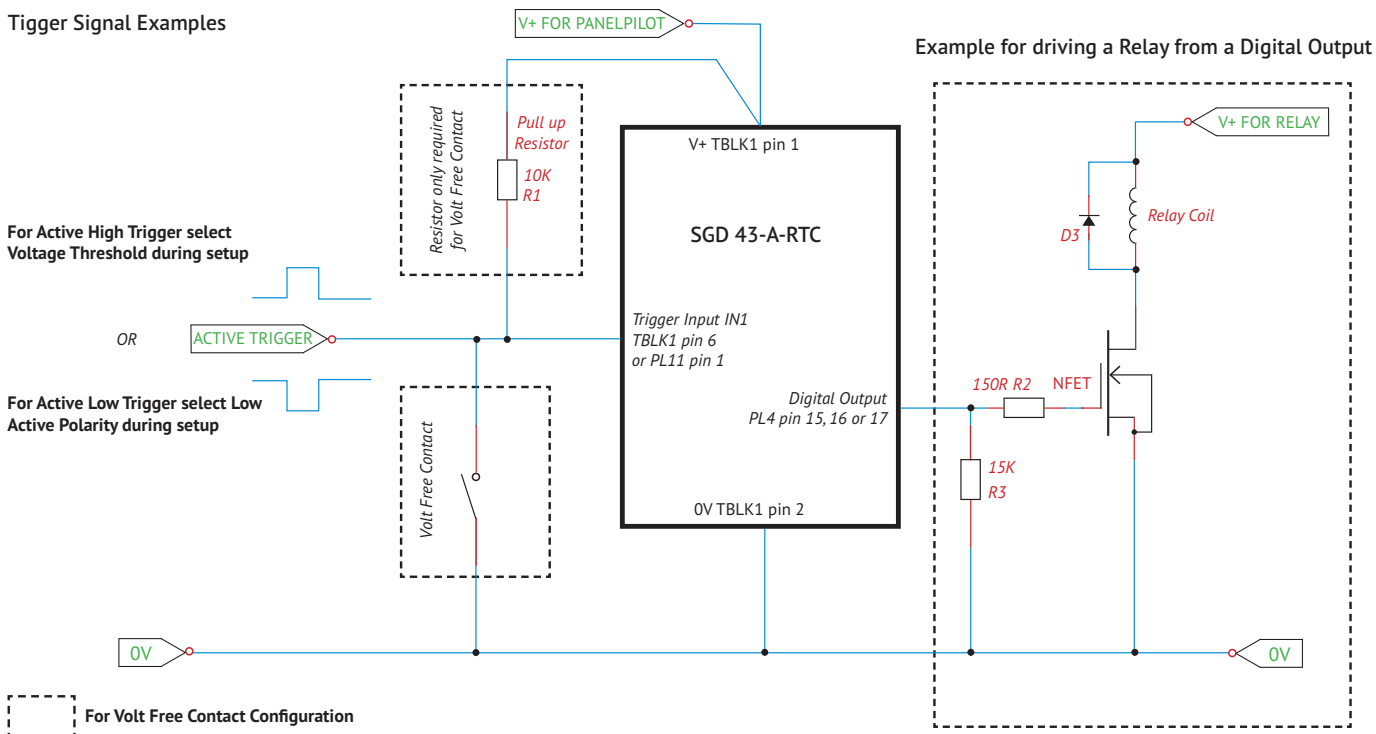 Tigger Signal Examples
V+ FOR PANELPILOT
Example for driving a Relay from a Digital Output
Resistor only required
for Volt Free Contact
Pull up
Resistor
10K
R1
V+ TBLK1 pin 1
SGD 43-A-RTC
V+ FOR RELAY
Relay Coil
D3
For Active High Trigger select
Voltage Threshold during setup
OR
ACTIVE TRIGGER
Trigger Input IN1
TBLK1 pin 6
or PL11 pin 1
For Active Low Trigger select Low
Active Polarity during setup
Digital Output
PL4 pin 15, 16 or 17
150R R2
NFET
15K
R3
Volt Free Contact
0V TBLK1 pin 2
0V
0V
For Volt Free Contact Configuration